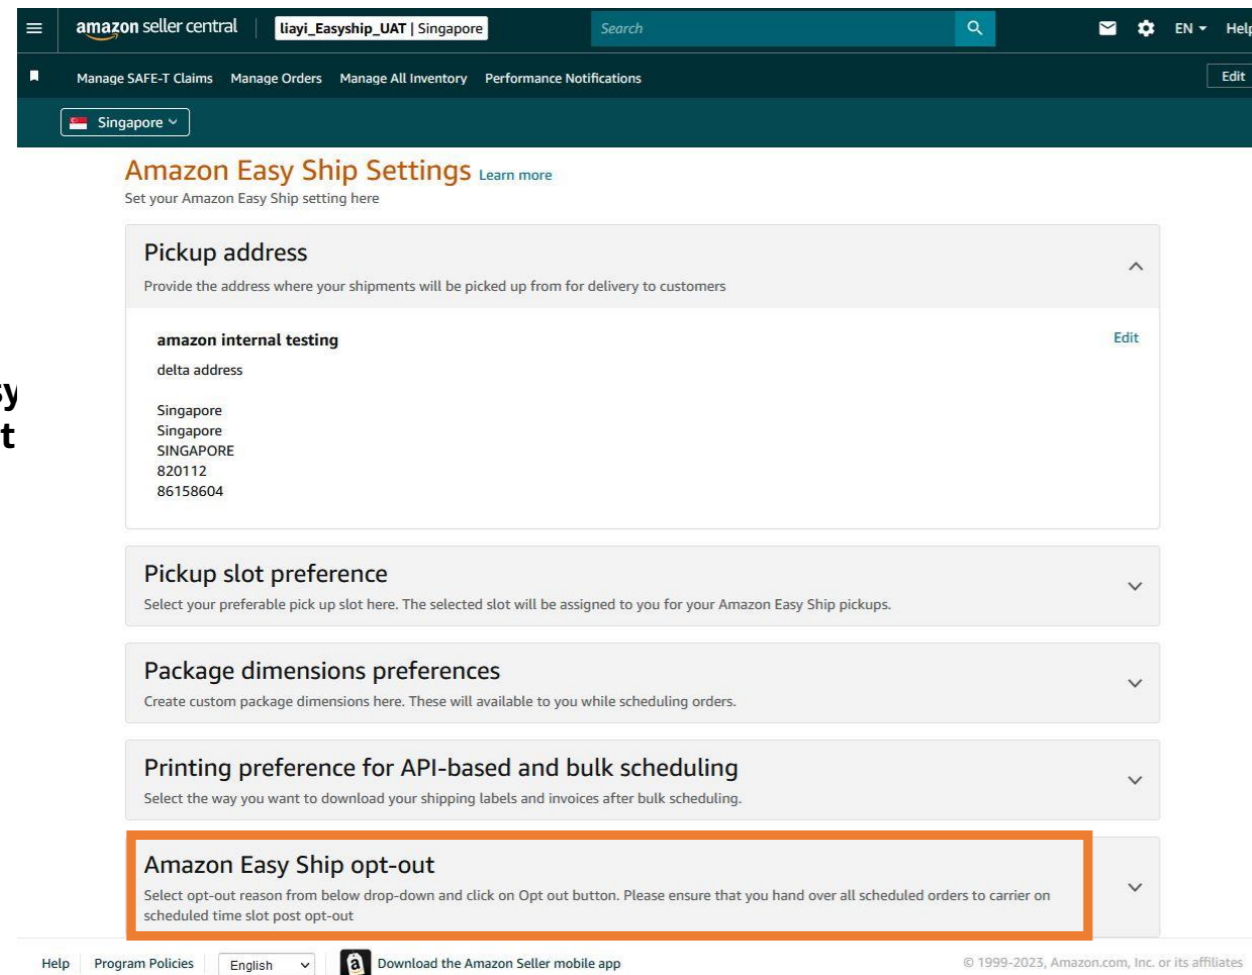 amazon seller central
liayi_Easyship_UAT | Singapore
Search
EN
Help
Manage SAFE-T Claims Manage Orders Manage All Inventory Performance Notifications
Edit
Singapore
Amazon Easy Ship Settings Learn more
Set your Amazon Easy Ship setting here
Pickup address
Provide the address where your shipments will be picked up from for delivery to customers
amazon internal testing
Edit
delta address
Singapore
Singapore
SINGAPORE
820112
86158604
Pickup slot preference
Select your preferable pick up slot here. The selected slot will be assigned to you for your Amazon Easy Ship pickups.
Package dimensions preferences
Create custom package dimensions here. These will available to you while scheduling orders.
Printing preference for API-based and bulk scheduling
Select the way you want to download your shipping labels and invoices after bulk scheduling.
Amazon Easy Ship opt-out
Select opt-out reason from below drop-down and click on Opt out button. Please ensure that you hand over all scheduled orders to carrier on
scheduled time slot post opt-out
Help Program Policies English Download the Amazon Seller mobile app © 1999-2023, Amazon.com, Inc. or its affiliates